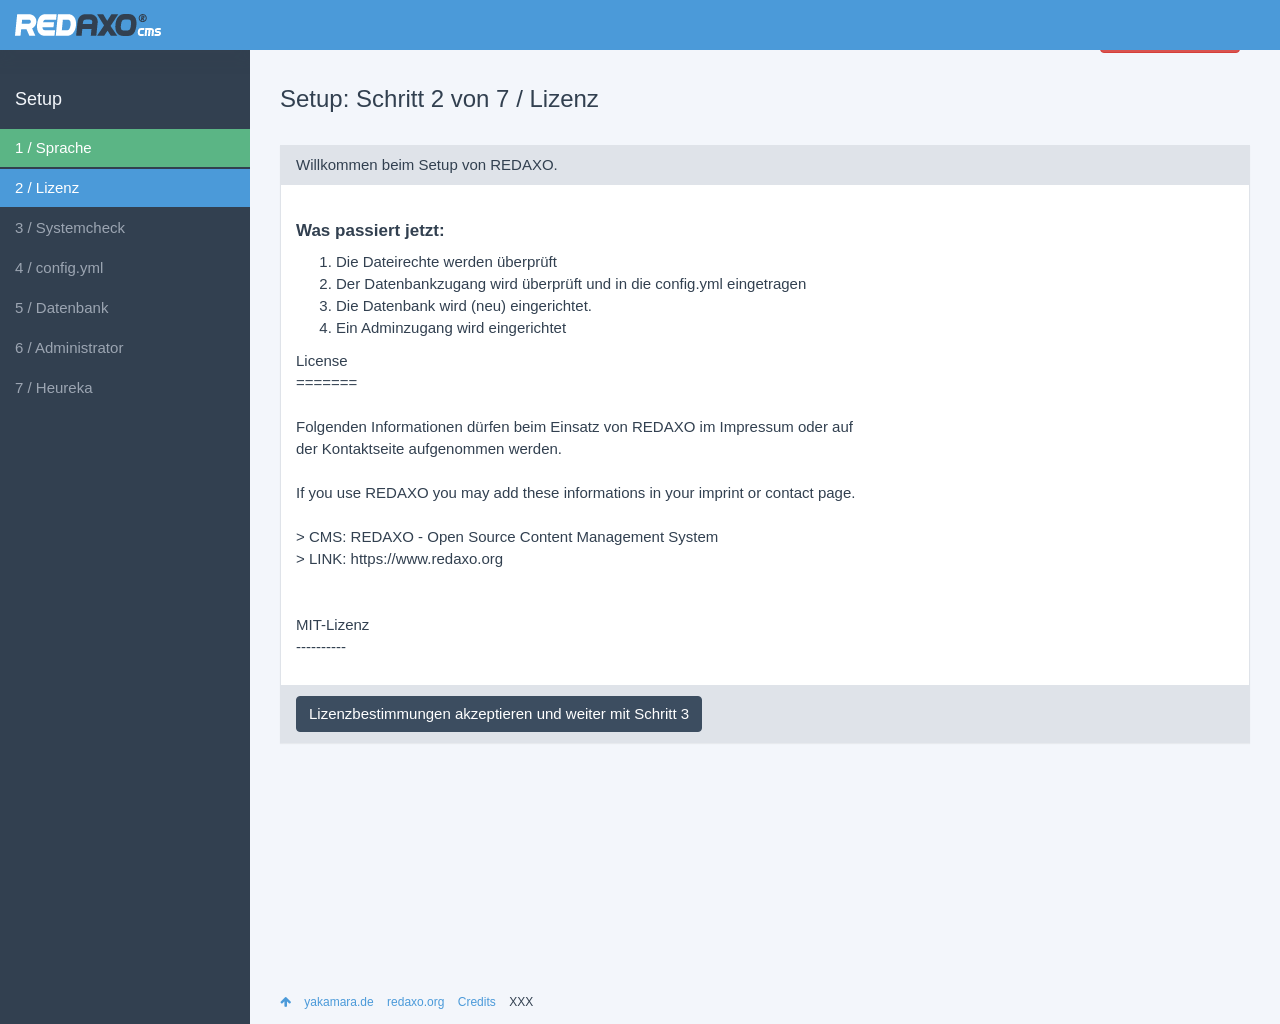 REDAXO® cms
Setup
1 / Sprache
2 / Lizenz
3 / Systemcheck
4 / config.yml
5 / Datenbank
6 / Administrator
7 / Heureka
Setup: Schritt 2 von 7 / Lizenz
Willkommen beim Setup von REDAXO.
Was passiert jetzt:
1. Die Dateirechte werden überprüft
2. Der Datenbankzugang wird überprüft und in die config.yml eingetragen
3. Die Datenbank wird (neu) eingerichtet.
4. Ein Adminzugang wird eingerichtet
License
=======
Folgenden Informationen dürfen beim Einsatz von REDAXO im Impressum oder auf
der Kontaktseite aufgenommen werden.
If you use REDAXO you may add these informations in your imprint or contact page.
> CMS: REDAXO - Open Source Content Management System
> LINK: https://www.redaxo.org
MIT-Lizenz
----------
Lizenzbestimmungen akzeptieren und weiter mit Schritt 3
yakamara.de redaxo.org Credits XXX